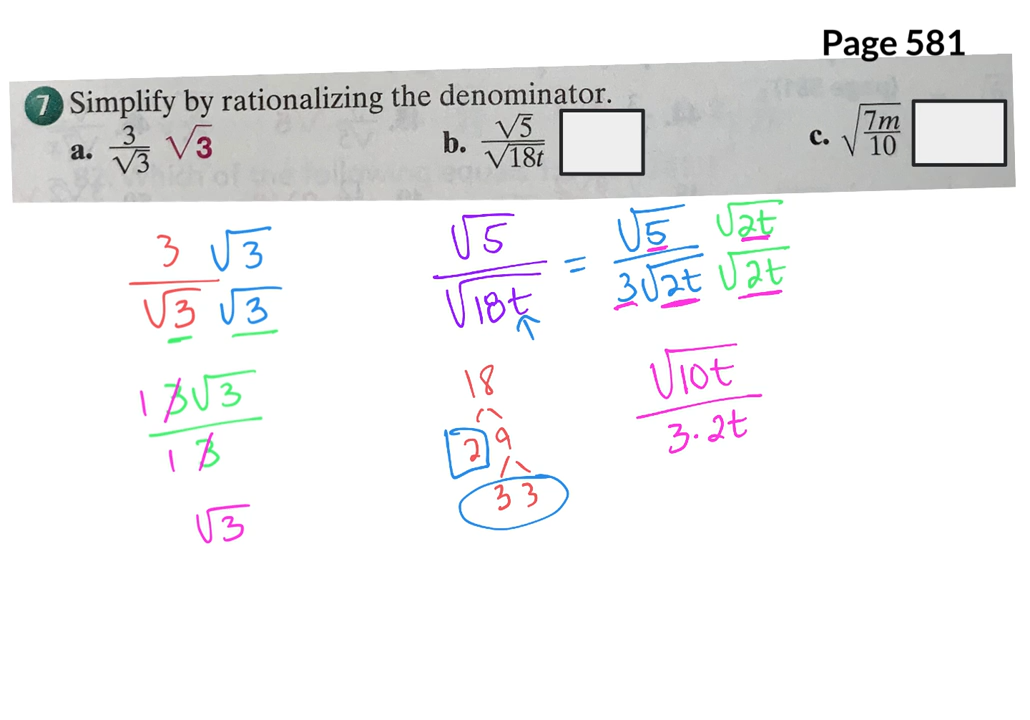 Page 581
7 Simplify by rationalizing the denominator.
a. 3/√3 √3
b. √5/√18t
c. √(7m/10)
3 √3 / √3 √3
1 3√3 / 1 3
√3
√5 / √18t = √5 √2t / 3√2t √2t
18
2 9
3 3
√10t / 3·2t